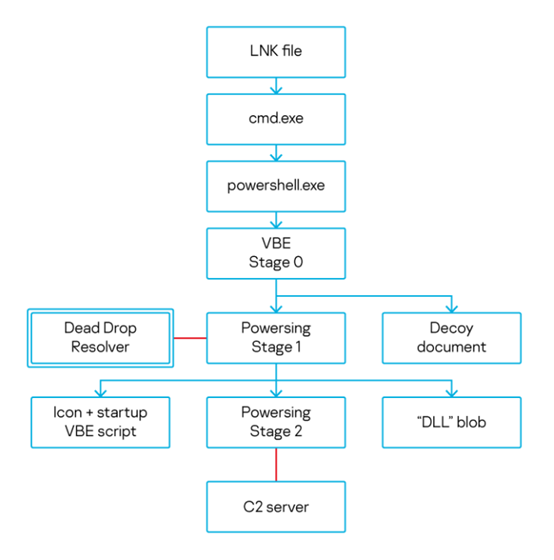 LNK file
cmd.exe
powershell.exe
VBE
Stage 0
Dead Drop
Resolver
Powersing
Stage 1
Decoy
document
Icon + startup
VBE script
Powersing
Stage 2
“DLL” blob
C2 server